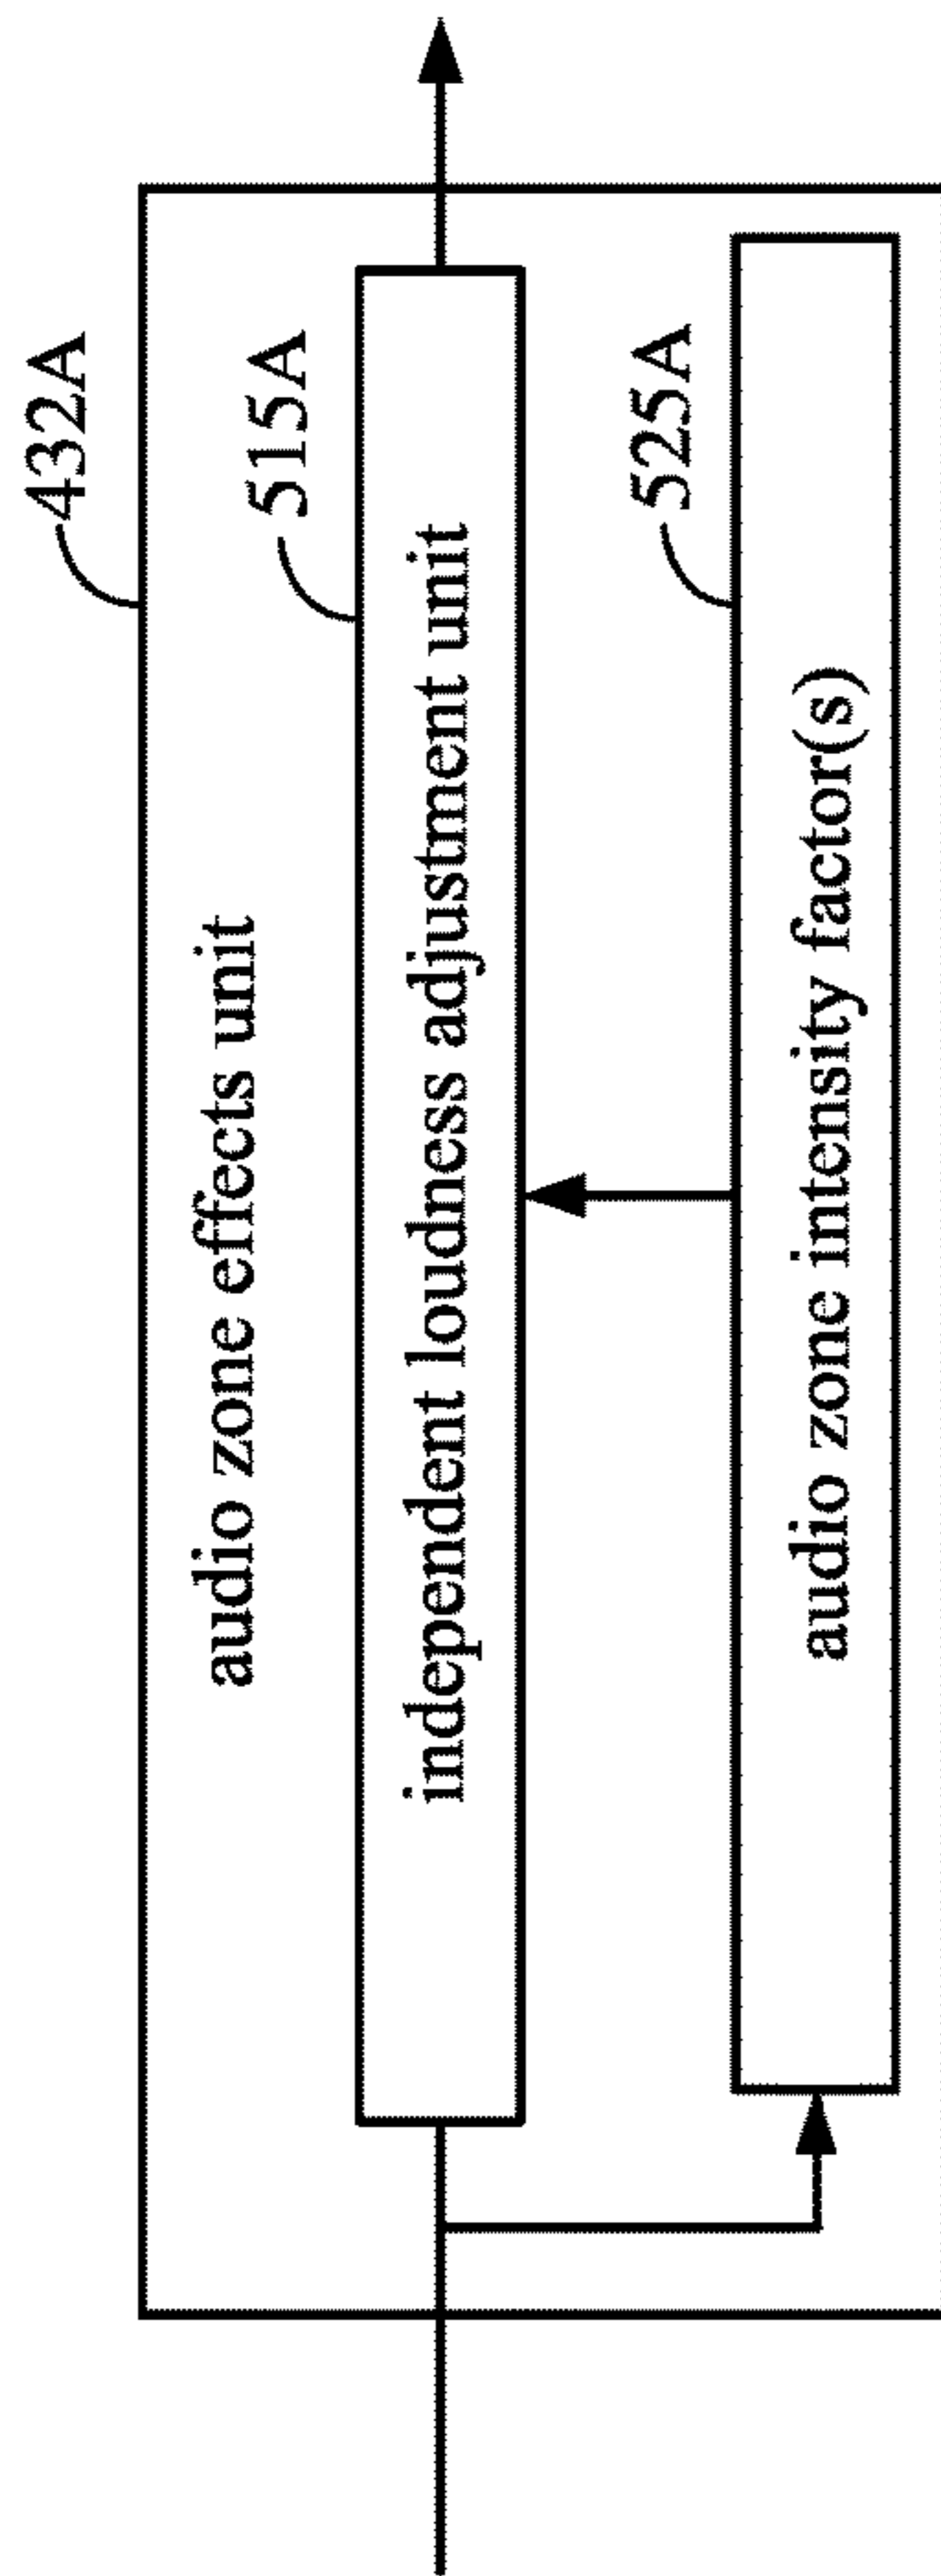 432A
audio zone effects unit
515A
independent loudness adjustment unit
525A
audio zone intensity factor(s)